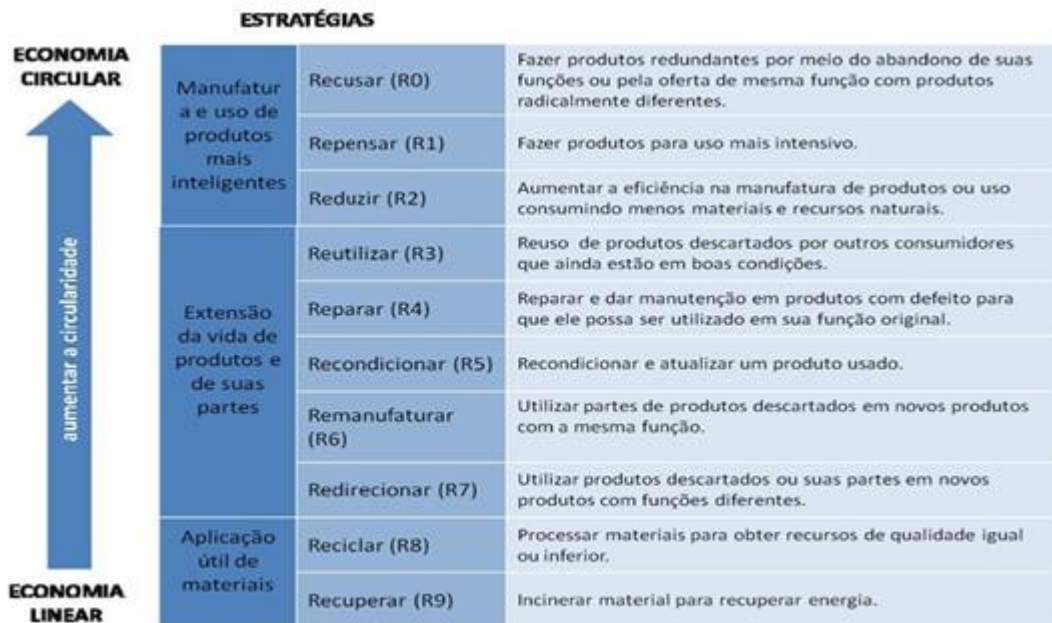 ESTRATÉGIAS
ECONOMIA
CIRCULAR
aumentar a circularidade
ECONOMIA
LINEAR
Manufatur
a e uso de
produtos
mais
inteligentes
Recusar (R0)
Fazer produtos redundantes por meio do abandono de suas
funções ou pela oferta de mesma função com produtos
radicalmente diferentes.
Repensar (R1)
Fazer produtos para uso mais intensivo.
Reduzir (R2)
Aumentar a eficiência na manufatura de produtos ou uso
consumindo menos materiais e recursos naturais.
Extensão
da vida de
produtos e
de suas
partes
Reutilizar (R3)
Reuso de produtos descartados por outros consumidores
que ainda estão em boas condições.
Reparar (R4)
Reparar e dar manutenção em produtos com defeito para
que ele possa ser utilizado em sua função original.
Recondicionar (R5)
Recondicionar e atualizar um produto usado.
Remanufaturar
(R6)
Utilizar partes de produtos descartados em novos produtos
com a mesma função.
Redirecionar (R7)
Utilizar produtos descartados ou suas partes em novos
produtos com funções diferentes.
Aplicação
útil de
materiais
Reciclar (R8)
Processar materiais para obter recursos de qualidade igual
ou inferior.
Recuperar (R9)
Incinerar material para recuperar energia.